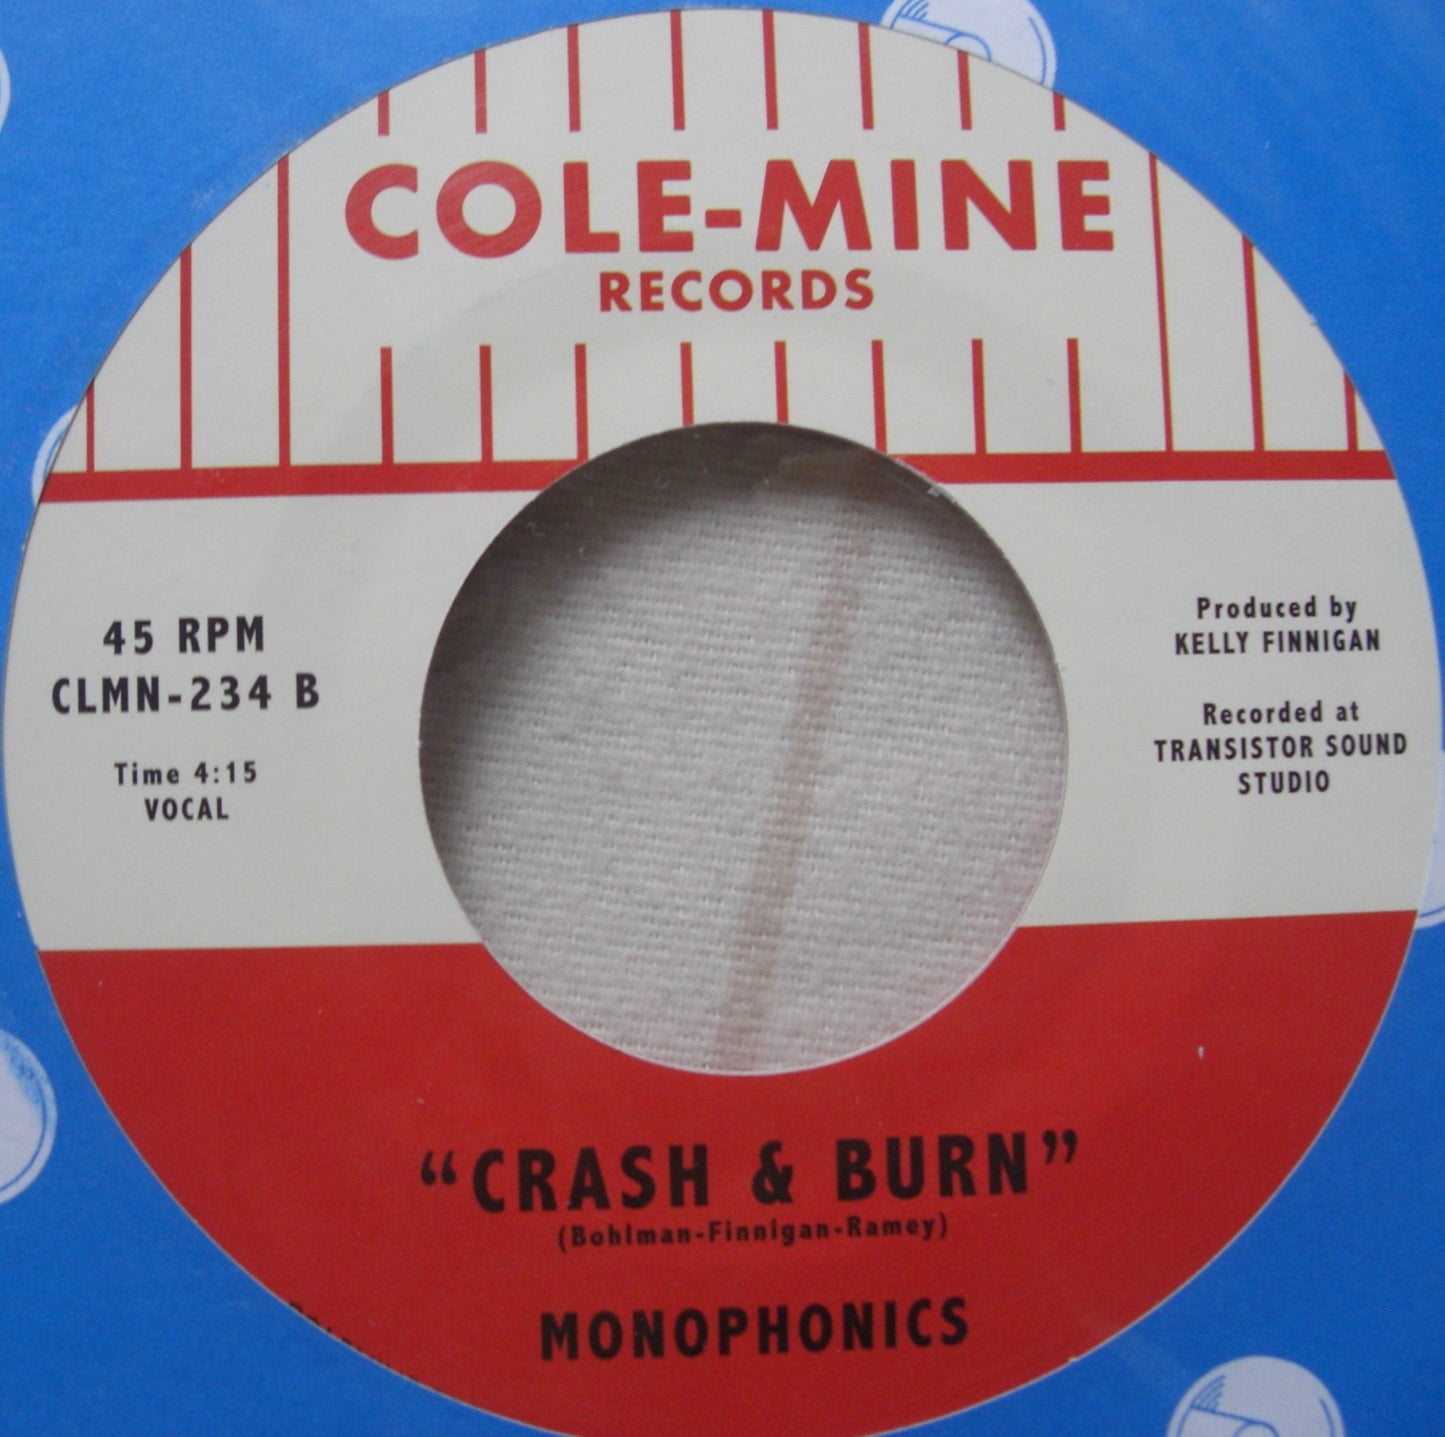 COLE-MINE
RECORDS
45 RPM
CLMN-234 B
Time 4:15
VOCAL
Produced by
KELLY FINNIGAN
Recorded at
TRANSISTOR SOUND
STUDIO
“CRASH & BURN”
(Bohlman-Finnigan-Ramey)
MONOPHONICS